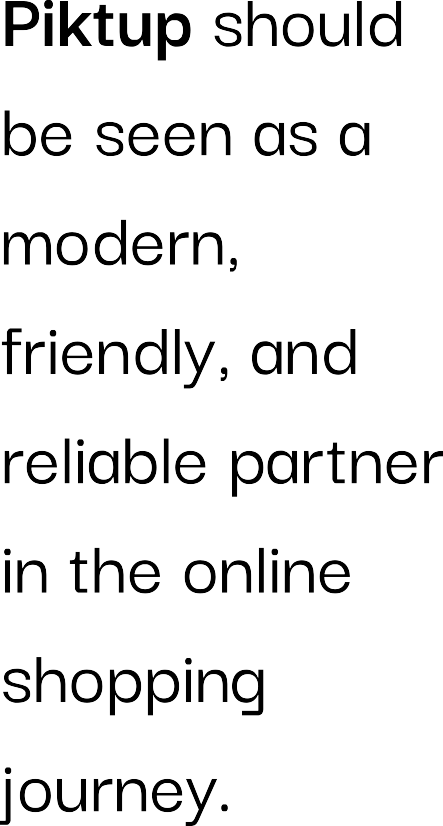 Piktup should
be seen as a
modern,
friendly, and
reliable partner
in the online
shopping
journey.